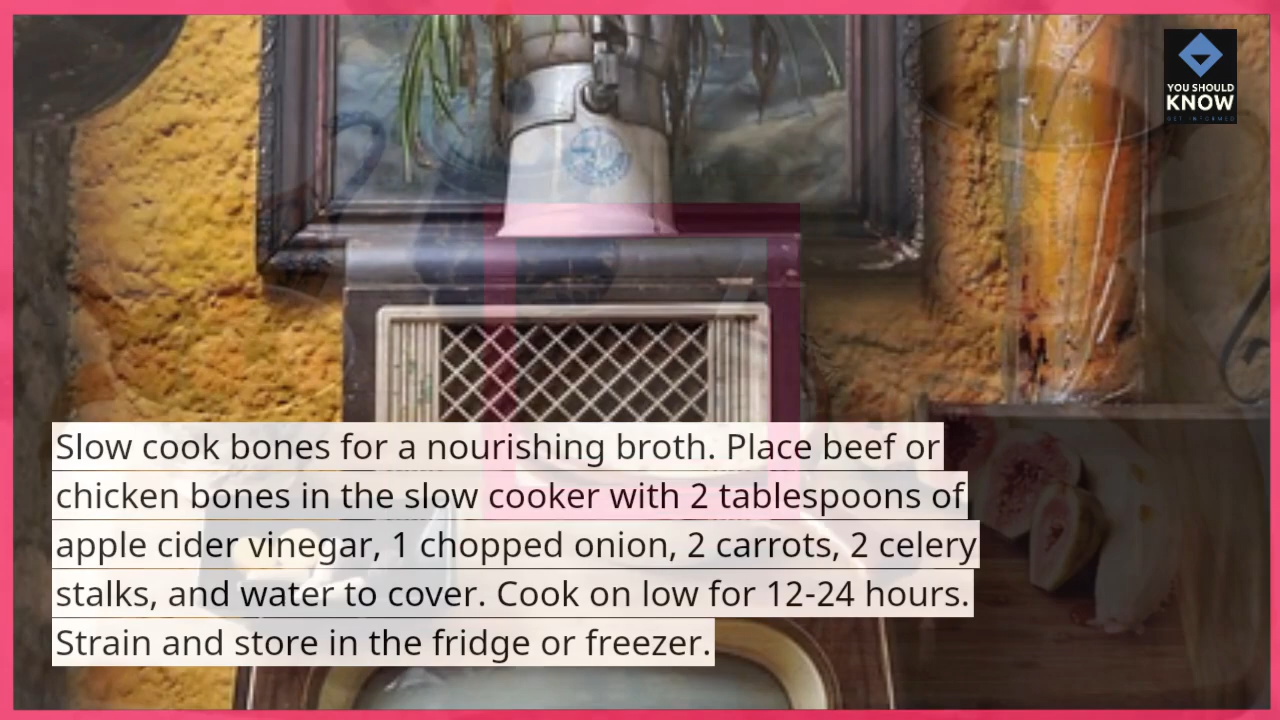 YOU SHOULD
KNOW
GET INFORMED
Slow cook bones for a nourishing broth. Place beef or
chicken bones in the slow cooker with 2 tablespoons of
apple cider vinegar, 1 chopped onion, 2 carrots, 2 celery
stalks, and water to cover. Cook on low for 12-24 hours.
Strain and store in the fridge or freezer.